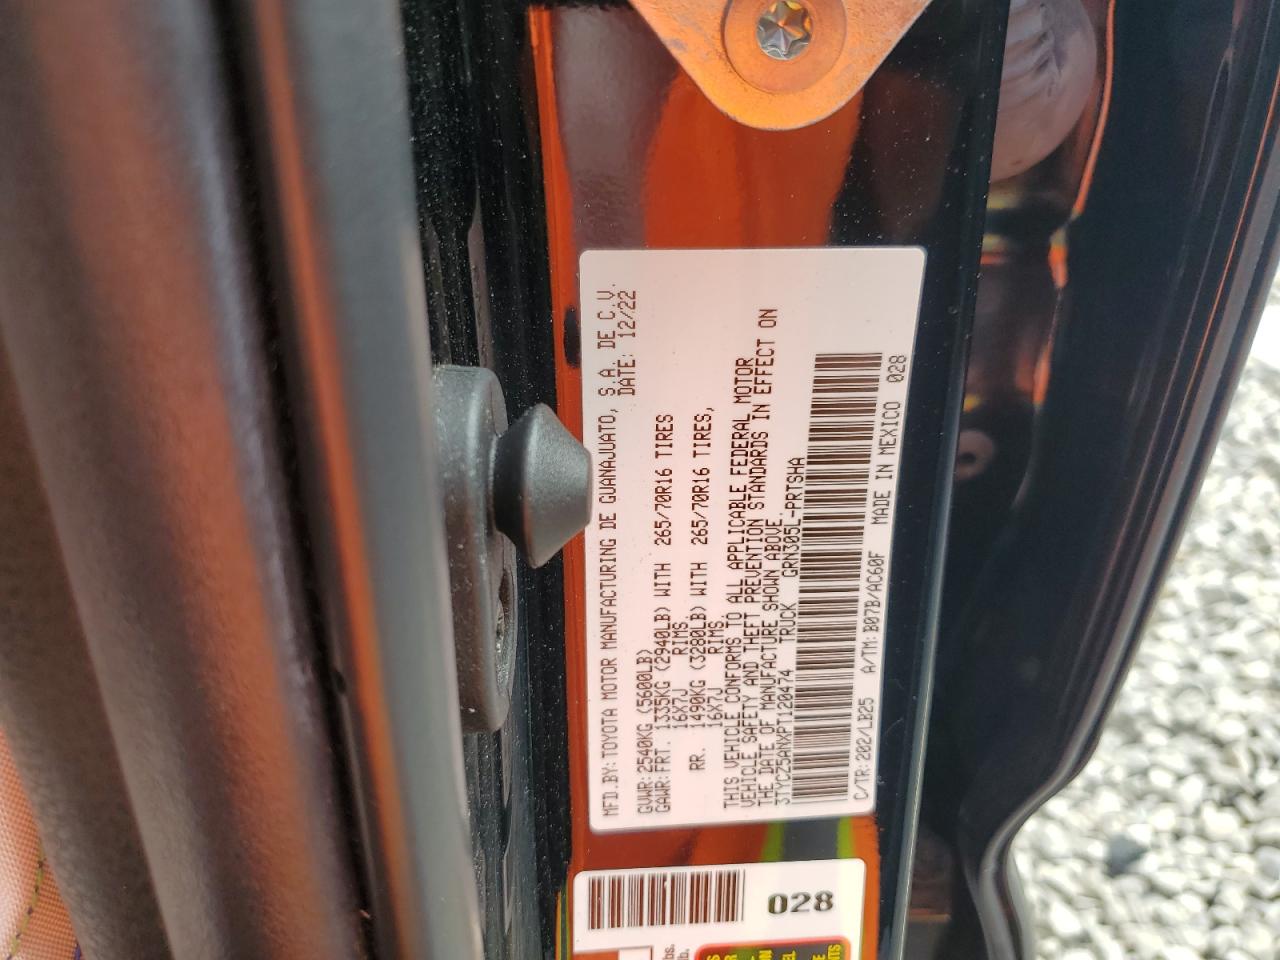 MFD.BY:TOYOTA MOTOR MANUFACTURING DE GUANAJUATO, S.A. DE C.V.
DATE: 12/22
GVWR:2540KG (5600LB)
GAWR:FRT. 1335KG (2940LB) WITH 265/70R16 TIRES
16X7J RIMS
RR. 1490KG (3280LB) WITH 265/70R16 TIRES,
16X7J RIMS.
THIS VEHICLE CONFORMS TO ALL APPLICABLE FEDERAL MOTOR
VEHICLE SAFETY AND THEFT PREVENTION STANDARDS IN EFFECT ON
THE DATE OF MANUFACTURE SHOWN ABOVE.
3TYCZ5ANXPT120474 TRUCK GRN305L-PRTSHA
C/TR:202/LB25 A/TM:B07B/AC60F MADE IN MEXICO 028
028